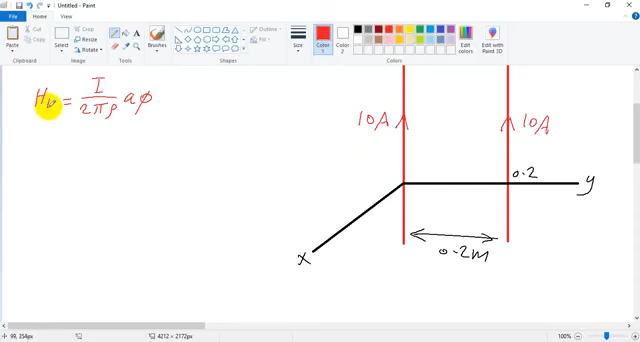 Untitled - Paint
File Home View
Paste
Cut
Copy
Clipboard
Select
Crop
Resize
Rotate
Image
Tools
Brushes
Outline
Fill
Shapes
Size
Color 1
Color 2
Edit colors
Edit with Paint 3D
Colors
H = I / 2πρ aφ
10A 10A
0.2
y
0.2m
x
99, 354px
4212 × 2172px
100%